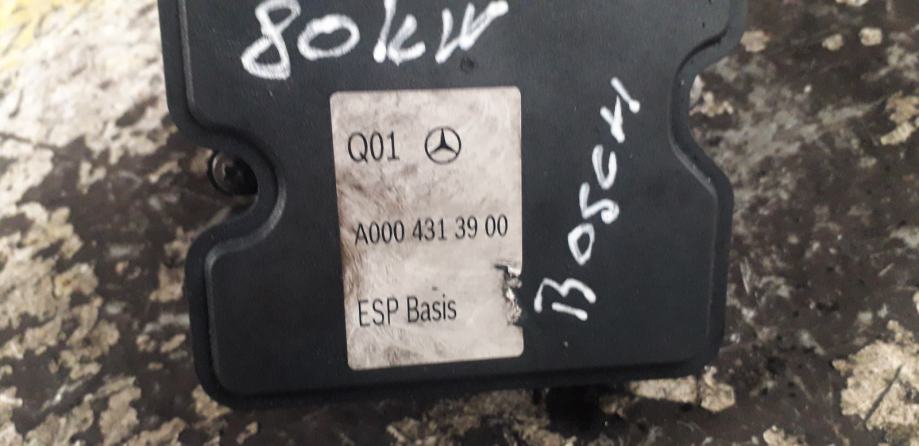 80kW
Q01
A000 431 39 00
ESP Basis
BOSCH